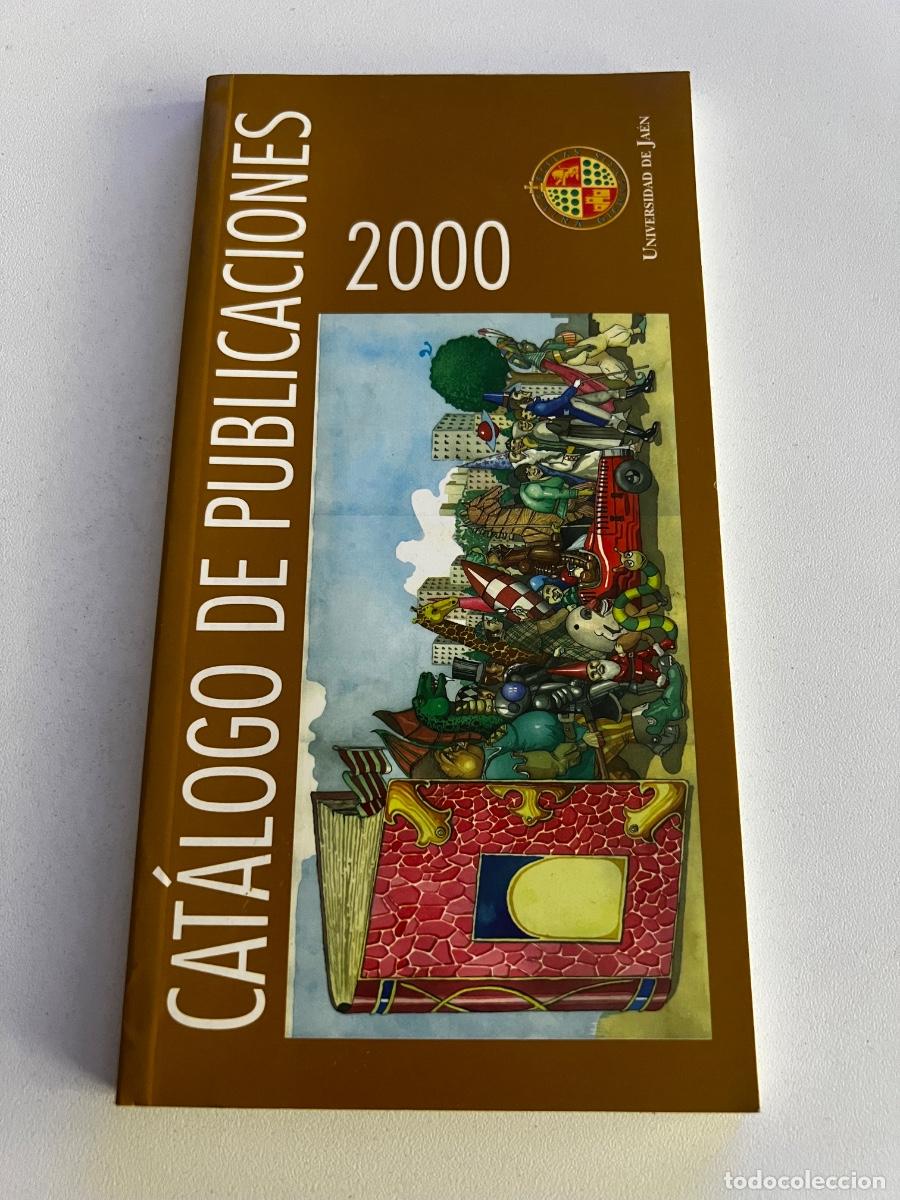 CATÁLOGO DE PUBLICACIONES
2000
UNIVERSIDAD DE JAÉN
todocoleccion